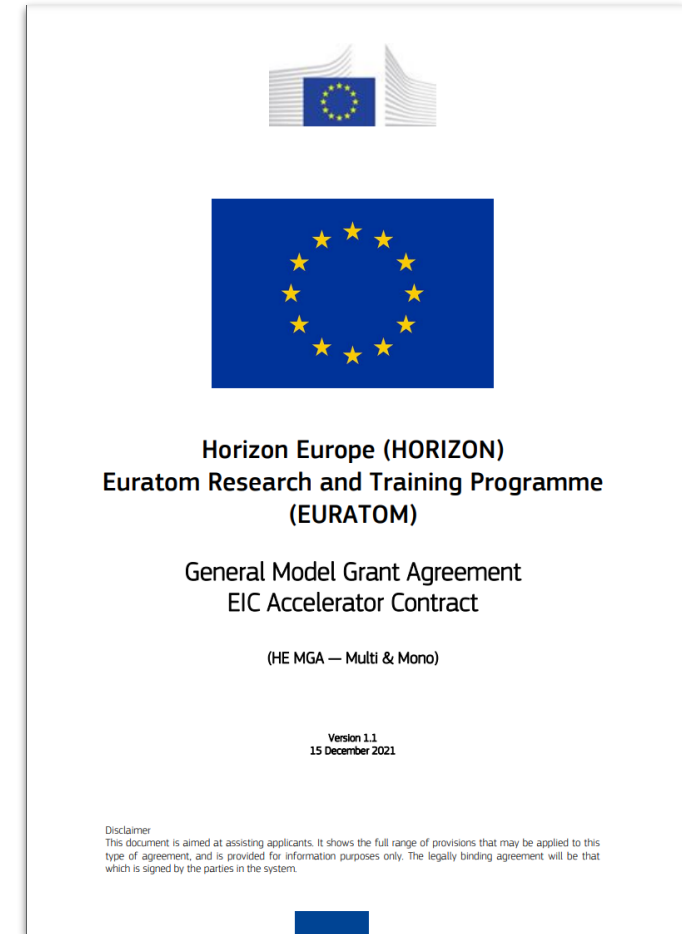 Horizon Europe (HORIZON)
Euratom Research and Training Programme
(EURATOM)
General Model Grant Agreement
EIC Accelerator Contract
(HE MGA — Multi & Mono)
Version 1.1
15 December 2021
Disclaimer
This document is aimed at assisting applicants. It shows the full range of provisions that may be applied to this
type of agreement, and is provided for information purposes only. The legally binding agreement will be that
which is signed by the parties in the system.